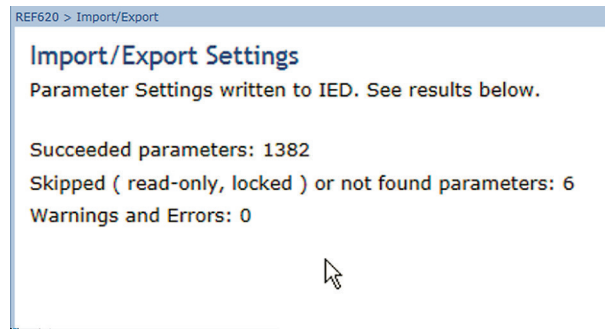 REF620 > Import/Export
Import/Export Settings
Parameter Settings written to IED. See results below.
Succeeded parameters: 1382
Skipped ( read-only, locked ) or not found parameters: 6
Warnings and Errors: 0